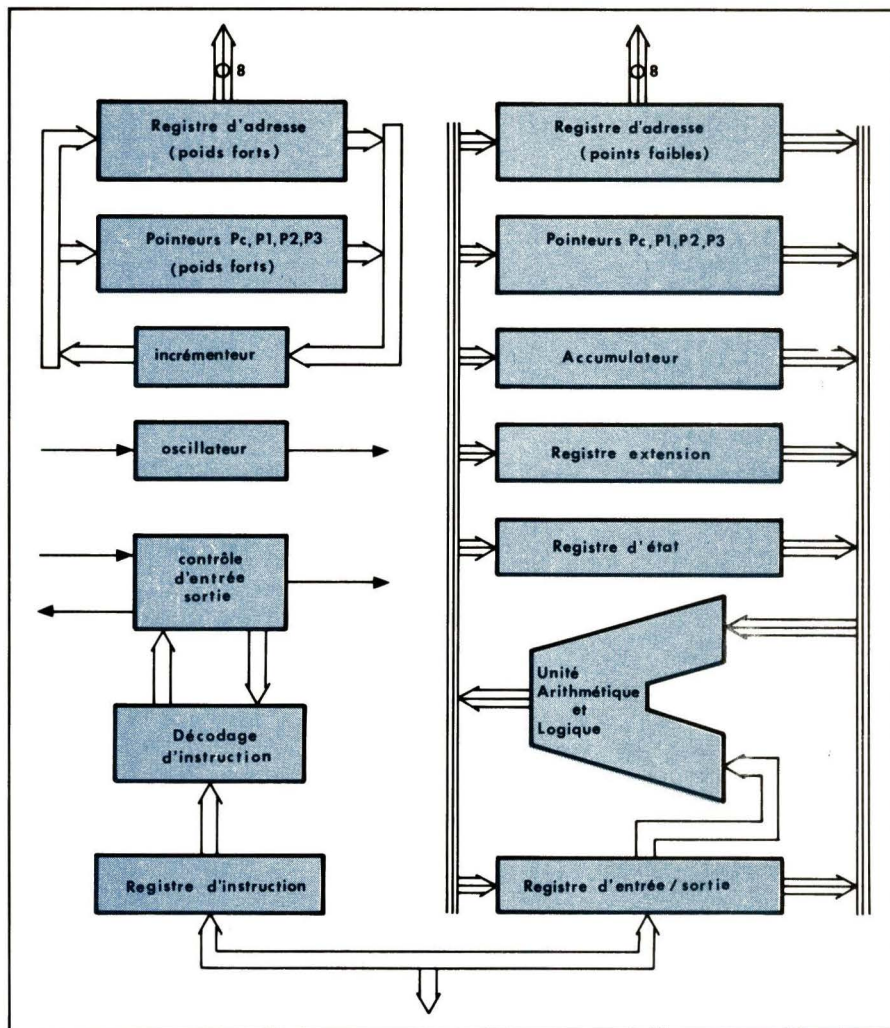 8
Registre d'adresse
(poids forts)
Pointeurs Pc, P1, P2, P3
(poids forts)
incrémenteur
oscillateur
contrôle
d'entrée
sortie
Décodage
d'instruction
Registre d'instruction
8
Registre d'adresse
(points faibles)
Pointeurs Pc, P1, P2, P3
Accumulateur
Registre extension
Registre d'état
Unité
Arithmétique
et
Logique
Registre d'entrée / sortie